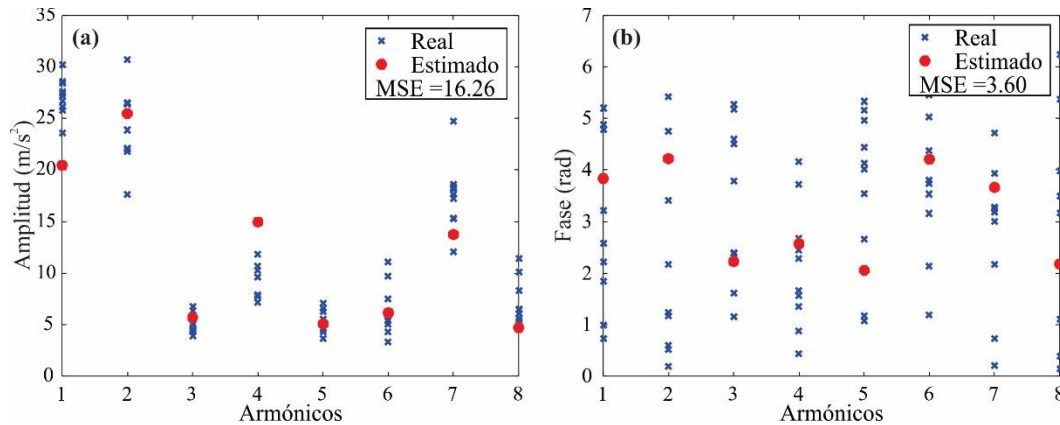 (a)
Real
Estimado
MSE =16.26
35
30
25
20
15
10
5
0
Amplitud (m/s²)
1 2 3 4 5 6 7 8
Armónicos
(b)
Real
Estimado
MSE =3.60
7
6
5
4
3
2
1
0
Fase (rad)
1 2 3 4 5 6 7 8
Armónicos